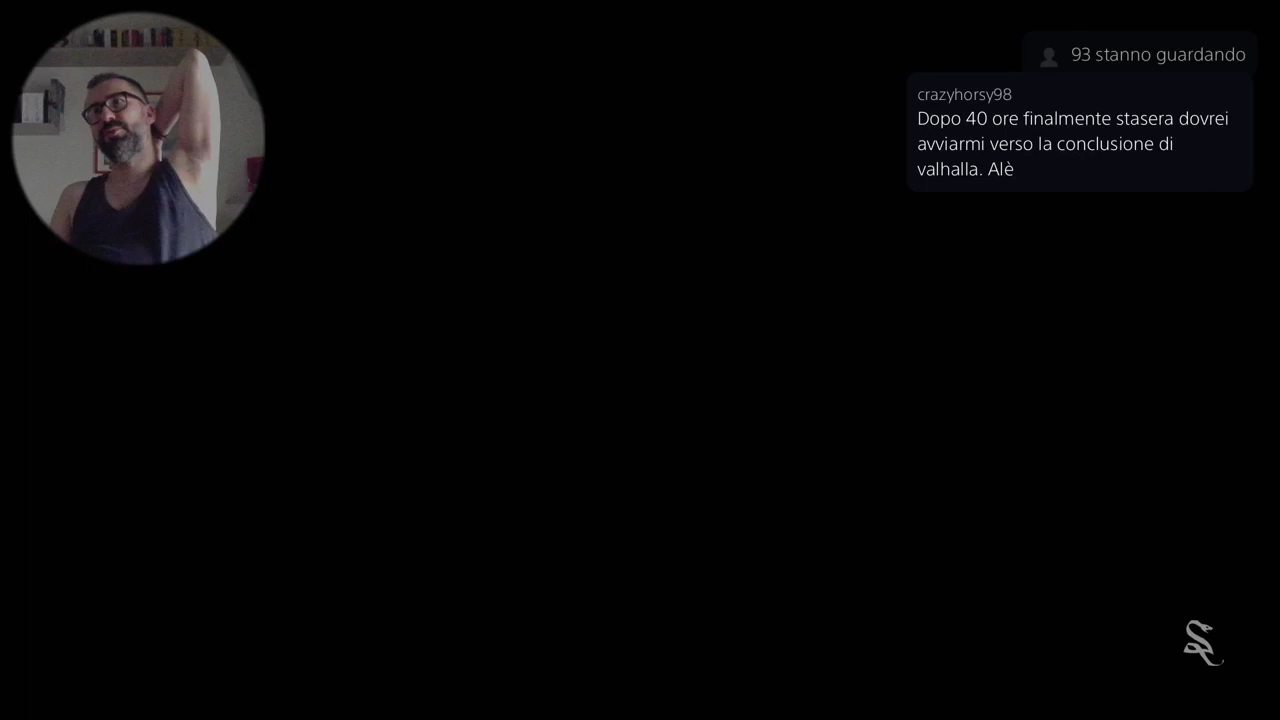 93 stanno guardando
crazyhorsy98
Dopo 40 ore finalmente stasera dovrei
avviarmi verso la conclusione di
valhalla. Alè